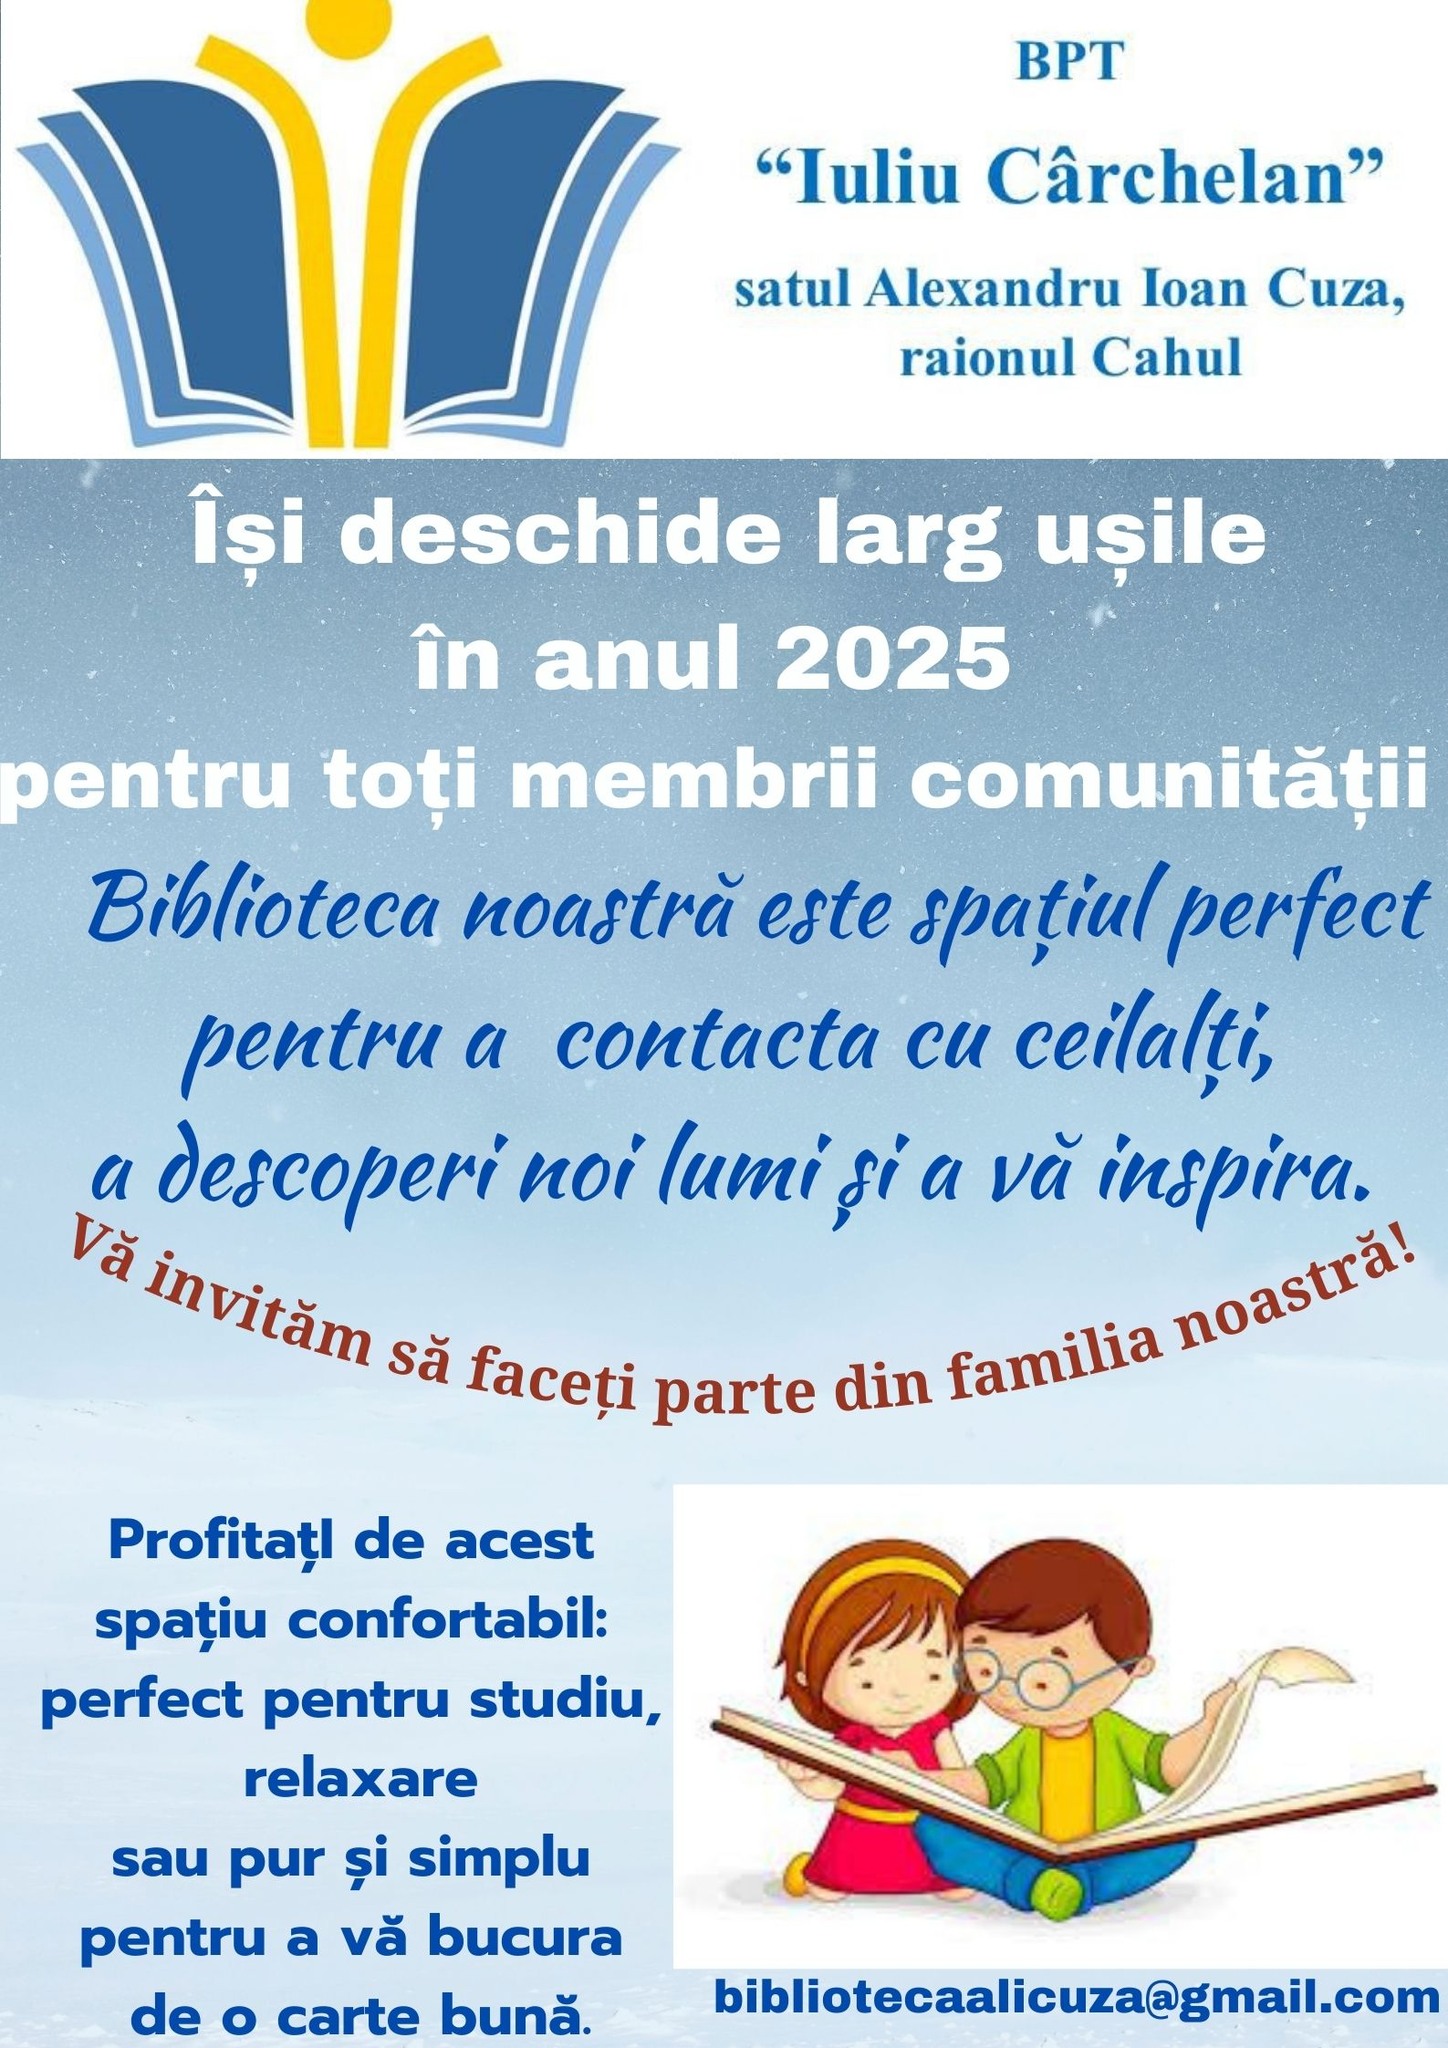 BPT
“Iuliu Cârchelan”
satul Alexandru Ioan Cuza,
raionul Cahul
Își deschide larg ușile
în anul 2025
pentru toți membrii comunității
Biblioteca noastră este spațiul perfect
pentru a contacta cu ceilalți,
a descoperi noi lumi și a vă inspira.
Vă invităm să faceți parte din familia noastră!
ProfitațI de acest
spațiu confortabil:
perfect pentru studiu,
relaxare
sau pur și simplu
pentru a vă bucura
de o carte bună.
bibliotecaalicuza@gmail.com